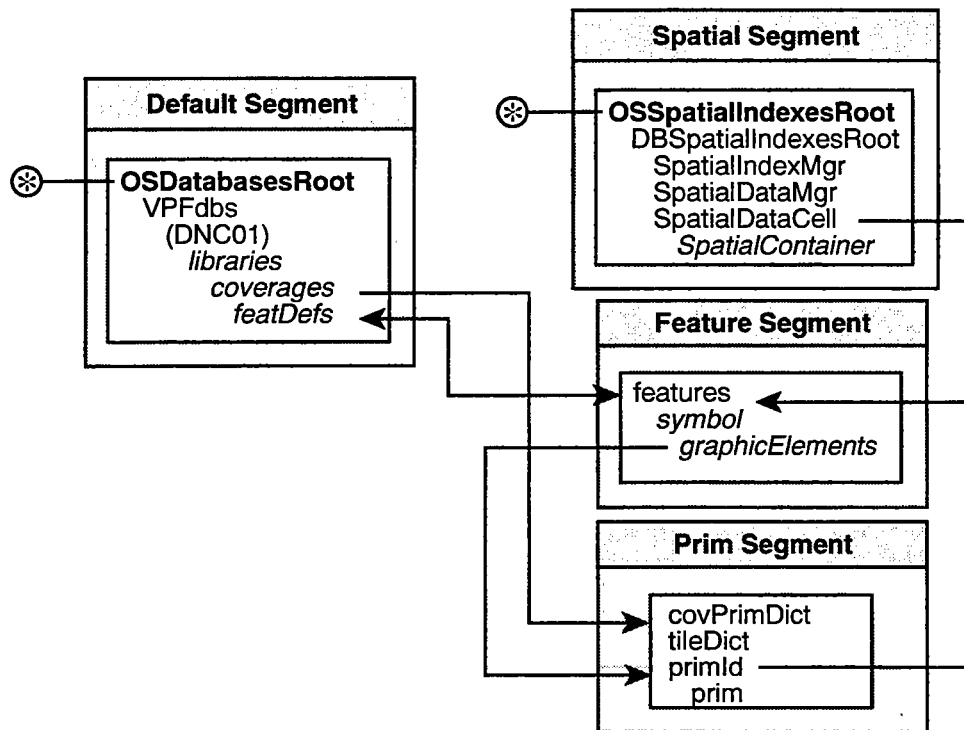 Default Segment
OSDatabasesRoot
VPFdbs
(DNC01)
libraries
coverages
featDefs
Spatial Segment
OSSpatialIndexesRoot
DBSpatialIndexesRoot
SpatialIndexMgr
SpatialDataMgr
SpatialDataCell
SpatialContainer
Feature Segment
features
symbol
graphicElements
Prim Segment
covPrimDict
tileDict
primId
prim